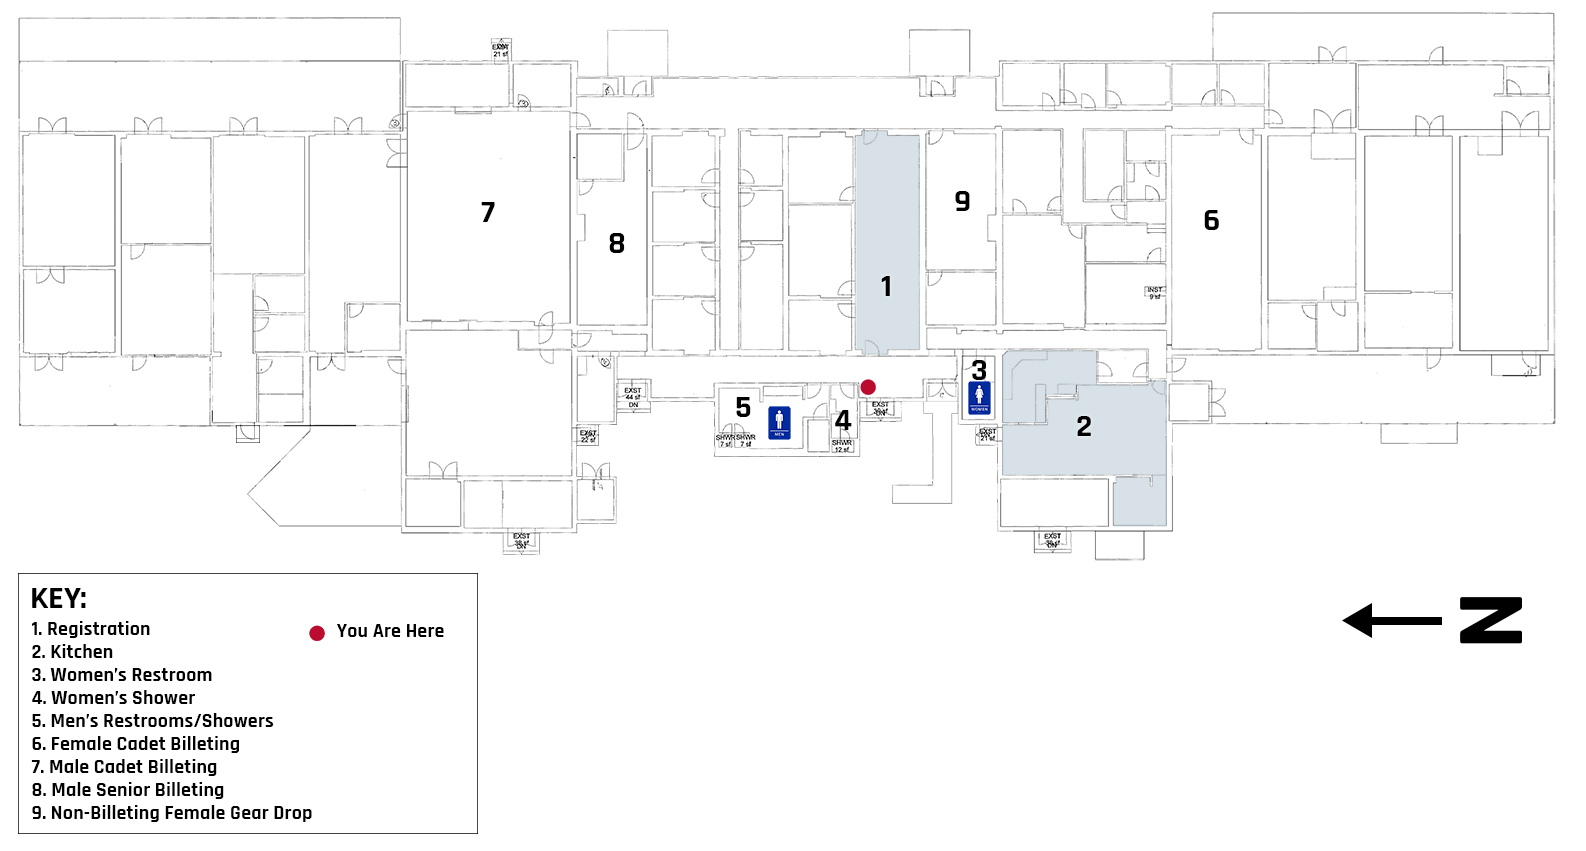 EXST
21 sf
7
8
1
9
6
INST
9 sf
EXST
44 sf
DN
5
MEN
SHWR
7 sf
SHWR
7 sf
4
SHWR
12 sf
EXST
DN
3
WOMEN
EXST
21 sf
2
EXST
22 sf
EXST
38 sf
DN
EXST
38 sf
DN
KEY:
1. Registration
2. Kitchen
3. Women's Restroom
4. Women's Shower
5. Men's Restrooms/Showers
6. Female Cadet Billeting
7. Male Cadet Billeting
8. Male Senior Billeting
9. Non-Billeting Female Gear Drop
You Are Here
N